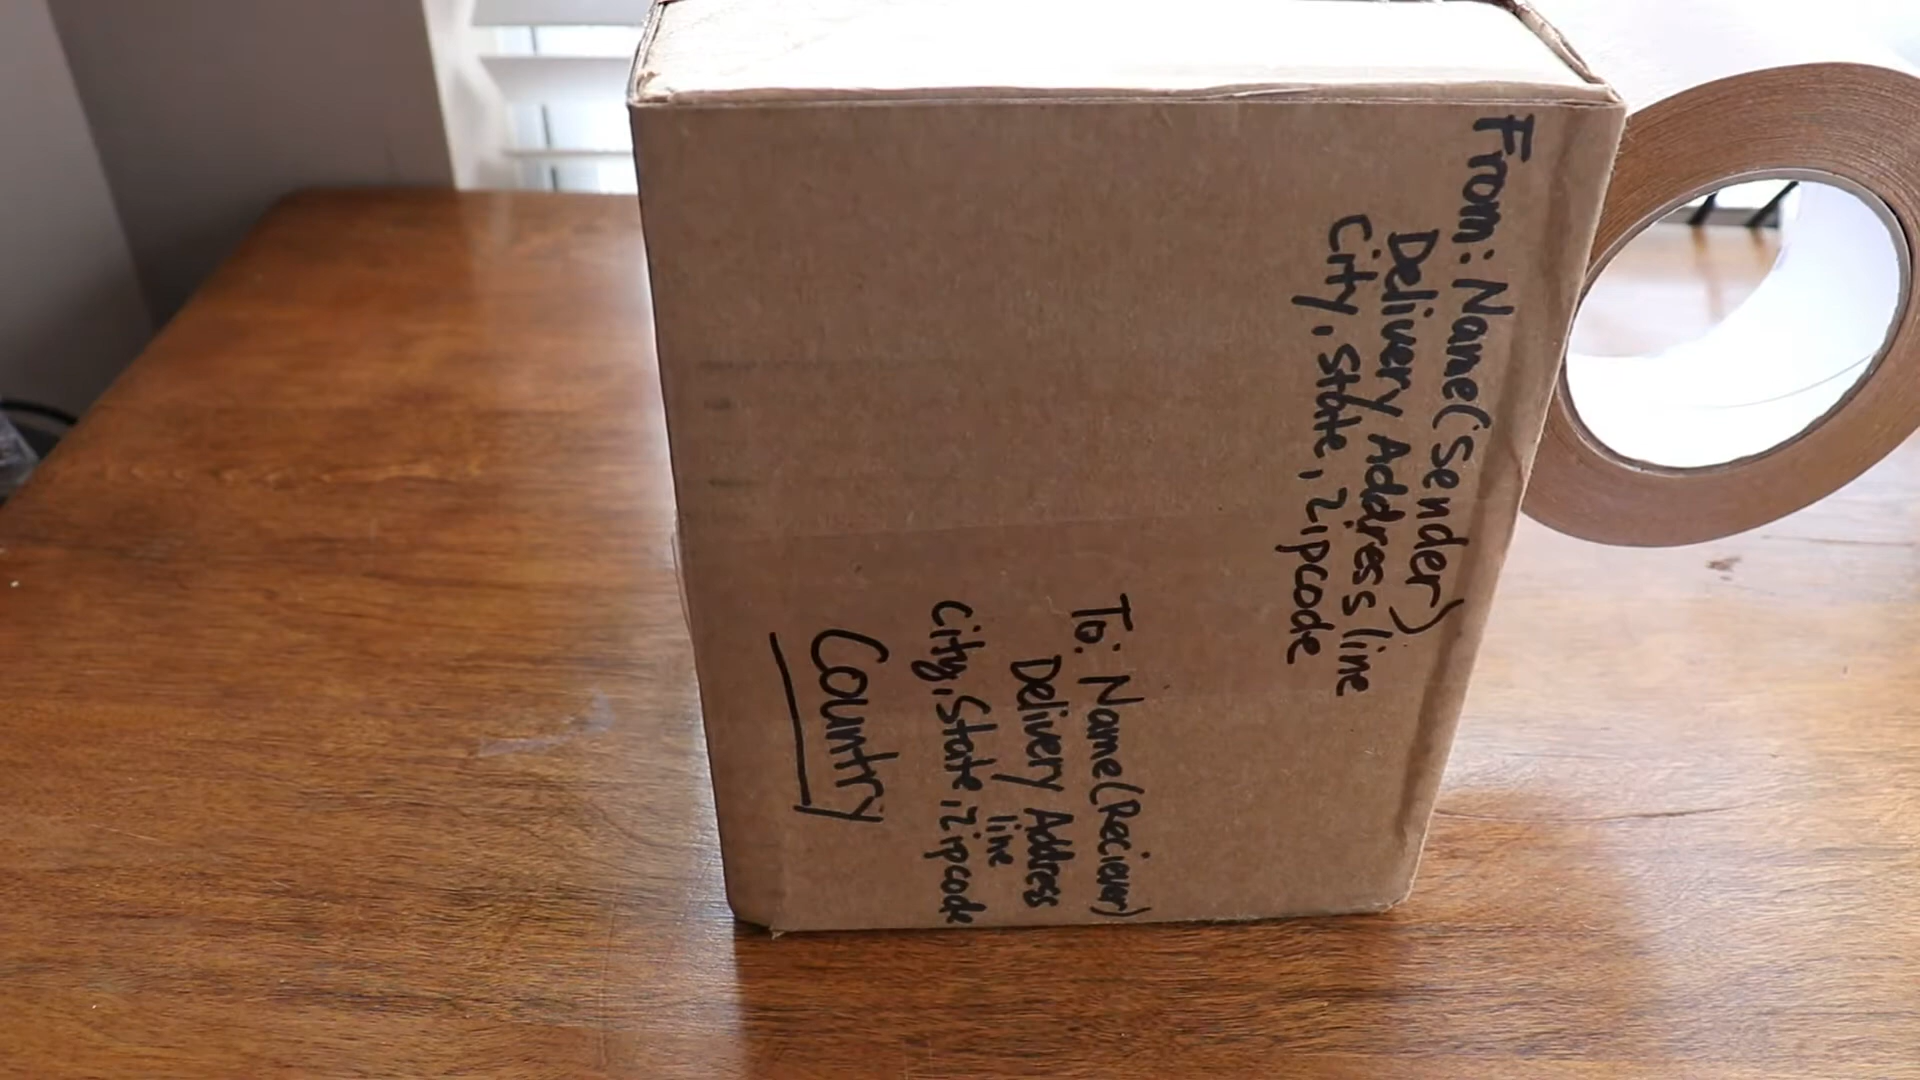 From: Name(sender)
Delivery Address line
City, State, Zipcode
To: Name(Reciever)
Delivery Address
line
City, State, Zipcode
Country